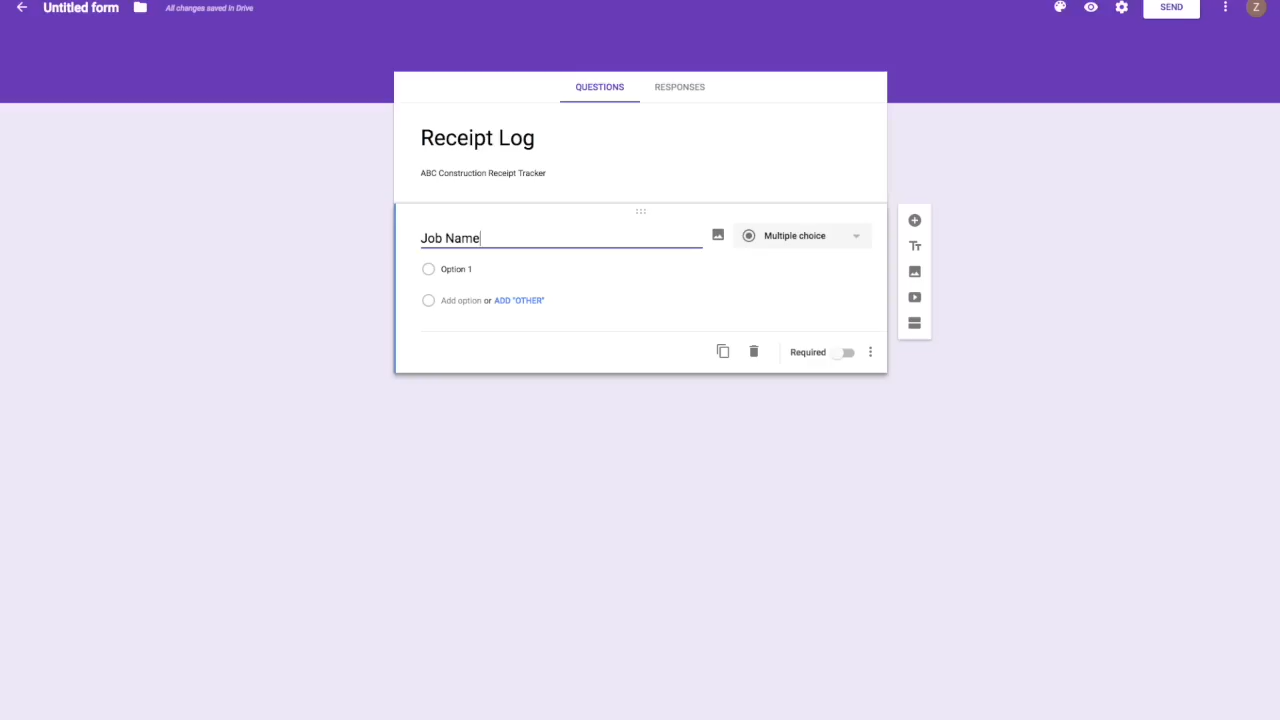 Untitled form All changes saved in Drive SEND Z
QUESTIONS RESPONSES
Receipt Log
ABC Construction Receipt Tracker
Job Name Multiple choice
Option 1
Add option or ADD "OTHER"
Required
Tт